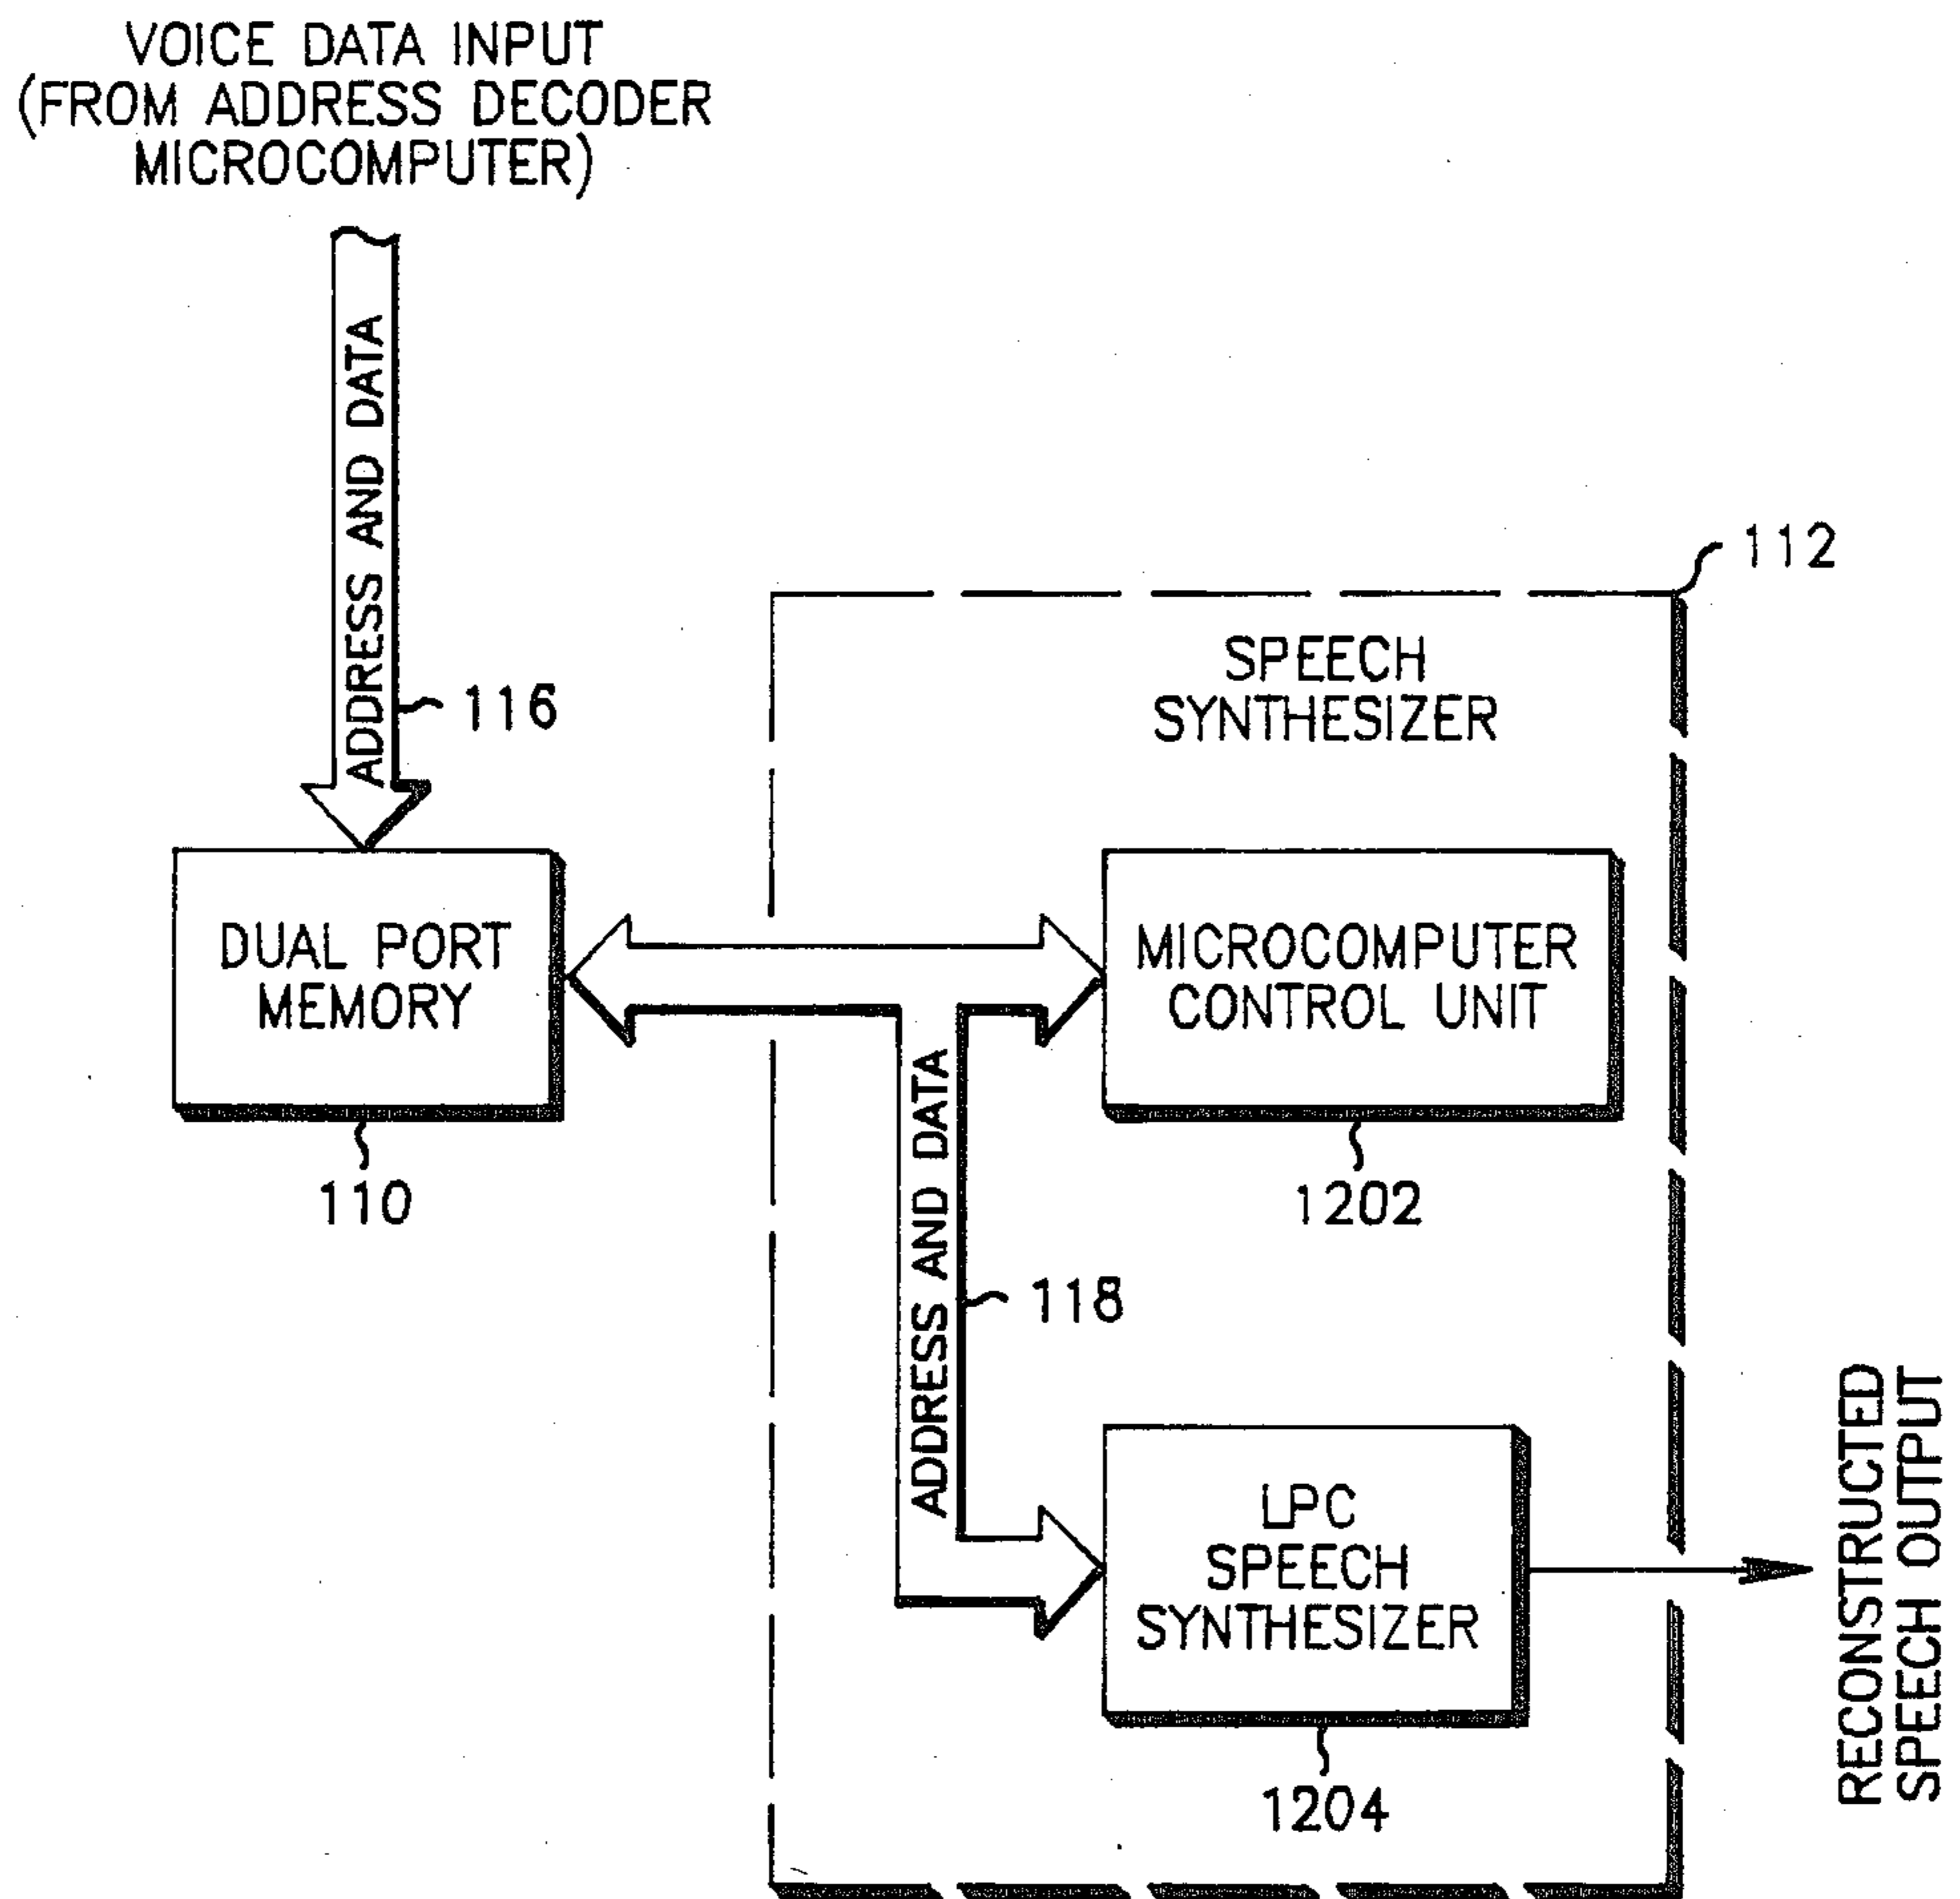 VOICE DATA INPUT
(FROM ADDRESS DECODER
MICROCOMPUTER)
ADDRESS AND DATA
116
112
SPEECH
SYNTHESIZER
DUAL PORT
MEMORY
110
MICROCOMPUTER
CONTROL UNIT
1202
ADDRESS AND DATA
118
LPC
SPEECH
SYNTHESIZER
1204
RECONSTRUCTED
SPEECH OUTPUT